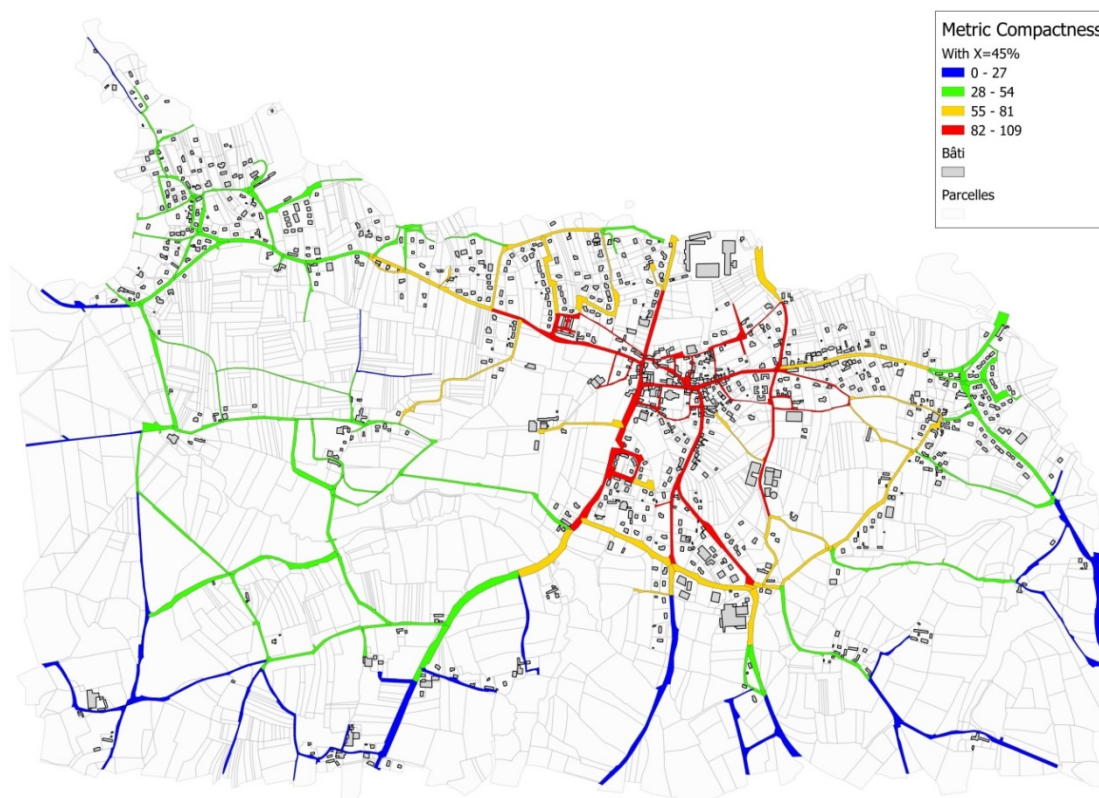 Metric Compactness
With X=45%
0 - 27
28 - 54
55 - 81
82 - 109
Bâti
Parcelles